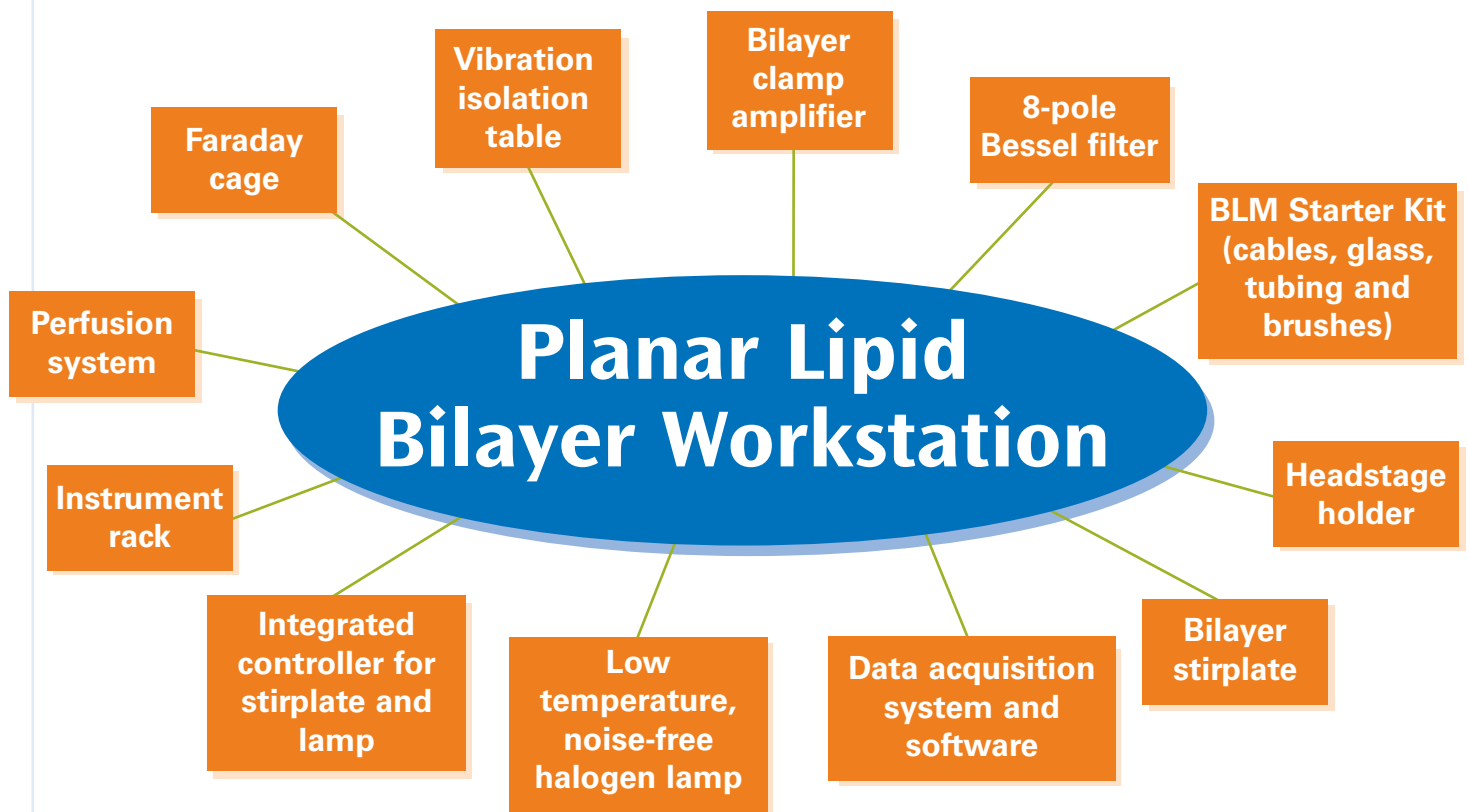 Vibration
isolation
table
Bilayer
clamp
amplifier
8-pole
Bessel filter
Faraday
cage
BLM Starter Kit
(cables, glass,
tubing and
brushes)
Perfusion
system
Planar Lipid
Bilayer Workstation
Instrument
rack
Headstage
holder
Integrated
controller for
stirplate and
lamp
Low
temperature,
noise-free
halogen lamp
Data acquisition
system and
software
Bilayer
stirplate